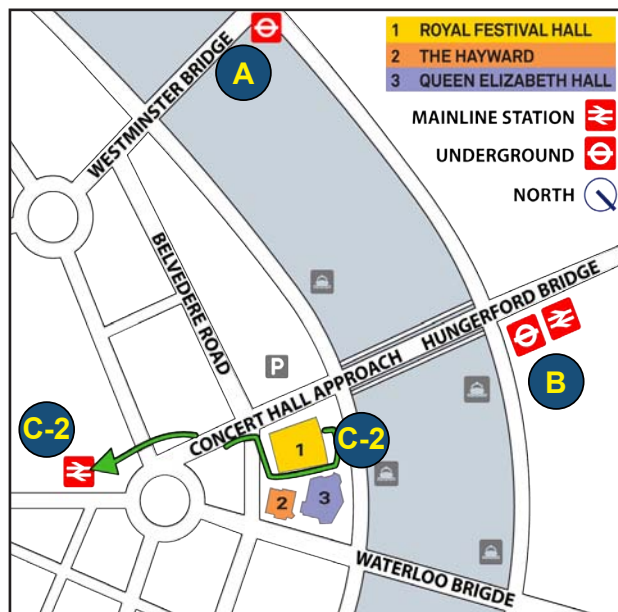 1 ROYAL FESTIVAL HALL
2 THE HAYWARD
3 QUEEN ELIZABETH HALL
MAINLINE STATION
UNDERGROUND
NORTH
A
WESTMINSTER BRIDGE
BELVEDERE ROAD
HUNGERFORD BRIDGE
P
B
CONCERT HALL APPROACH
C-2
C-2
1
2
3
WATERLOO BRIGDE